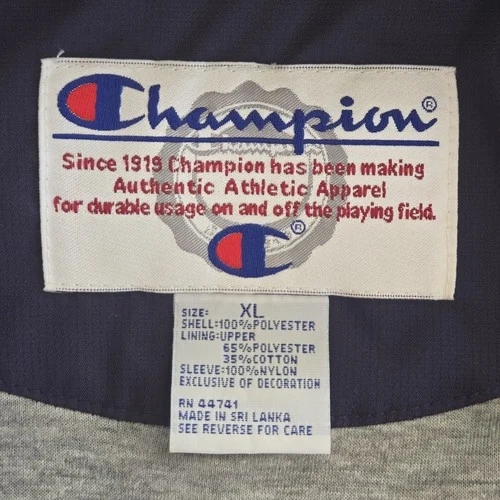 Champion®
Since 1919 Champion has been making
Authentic Athletic Apparel
for durable usage on and off the playing field.
®
SIZE: XL
SHELL:100%POLYESTER
LINING:UPPER
65%POLYESTER
35%COTTON
SLEEVE:100%NYLON
EXCLUSIVE OF DECORATION
RN 44741
MADE IN SRI LANKA
SEE REVERSE FOR CARE